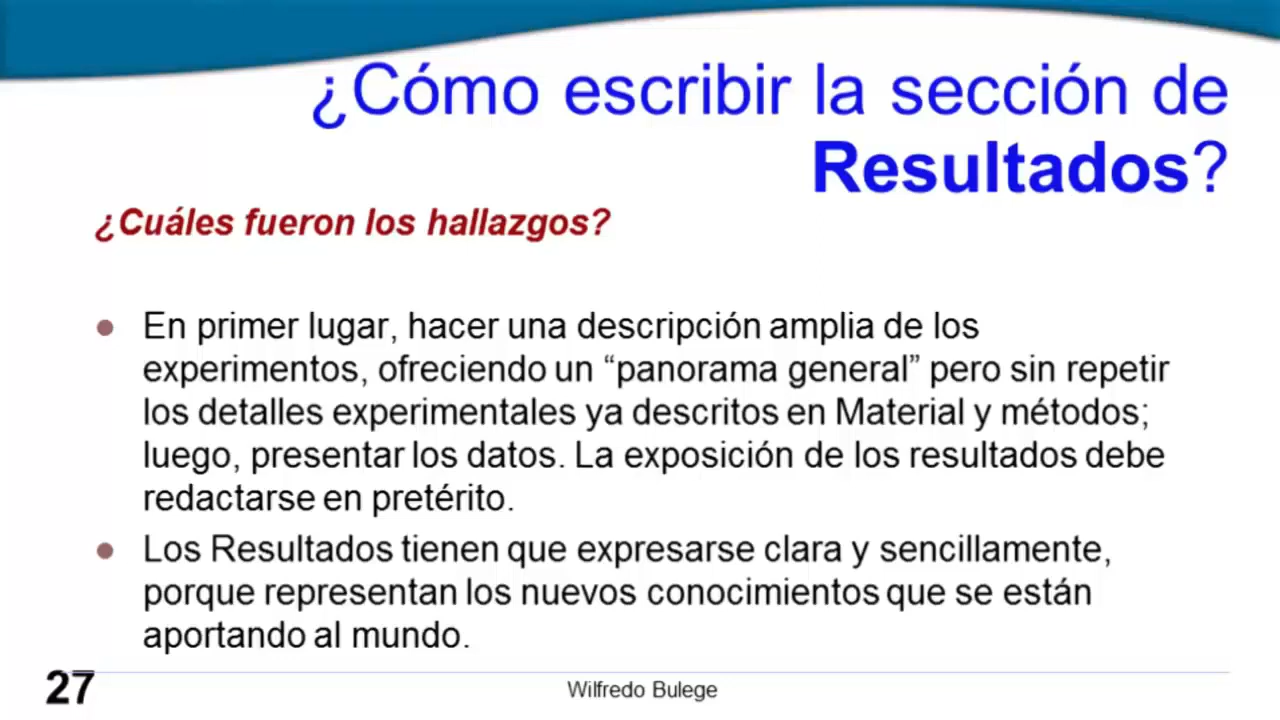 ¿Cómo escribir la sección de
Resultados?
¿Cuáles fueron los hallazgos?
En primer lugar, hacer una descripción amplia de los
experimentos, ofreciendo un “panorama general” pero sin repetir
los detalles experimentales ya descritos en Material y métodos;
luego, presentar los datos. La exposición de los resultados debe
redactarse en pretérito.
Los Resultados tienen que expresarse clara y sencillamente,
porque representan los nuevos conocimientos que se están
aportando al mundo.
27
Wilfredo Bulege